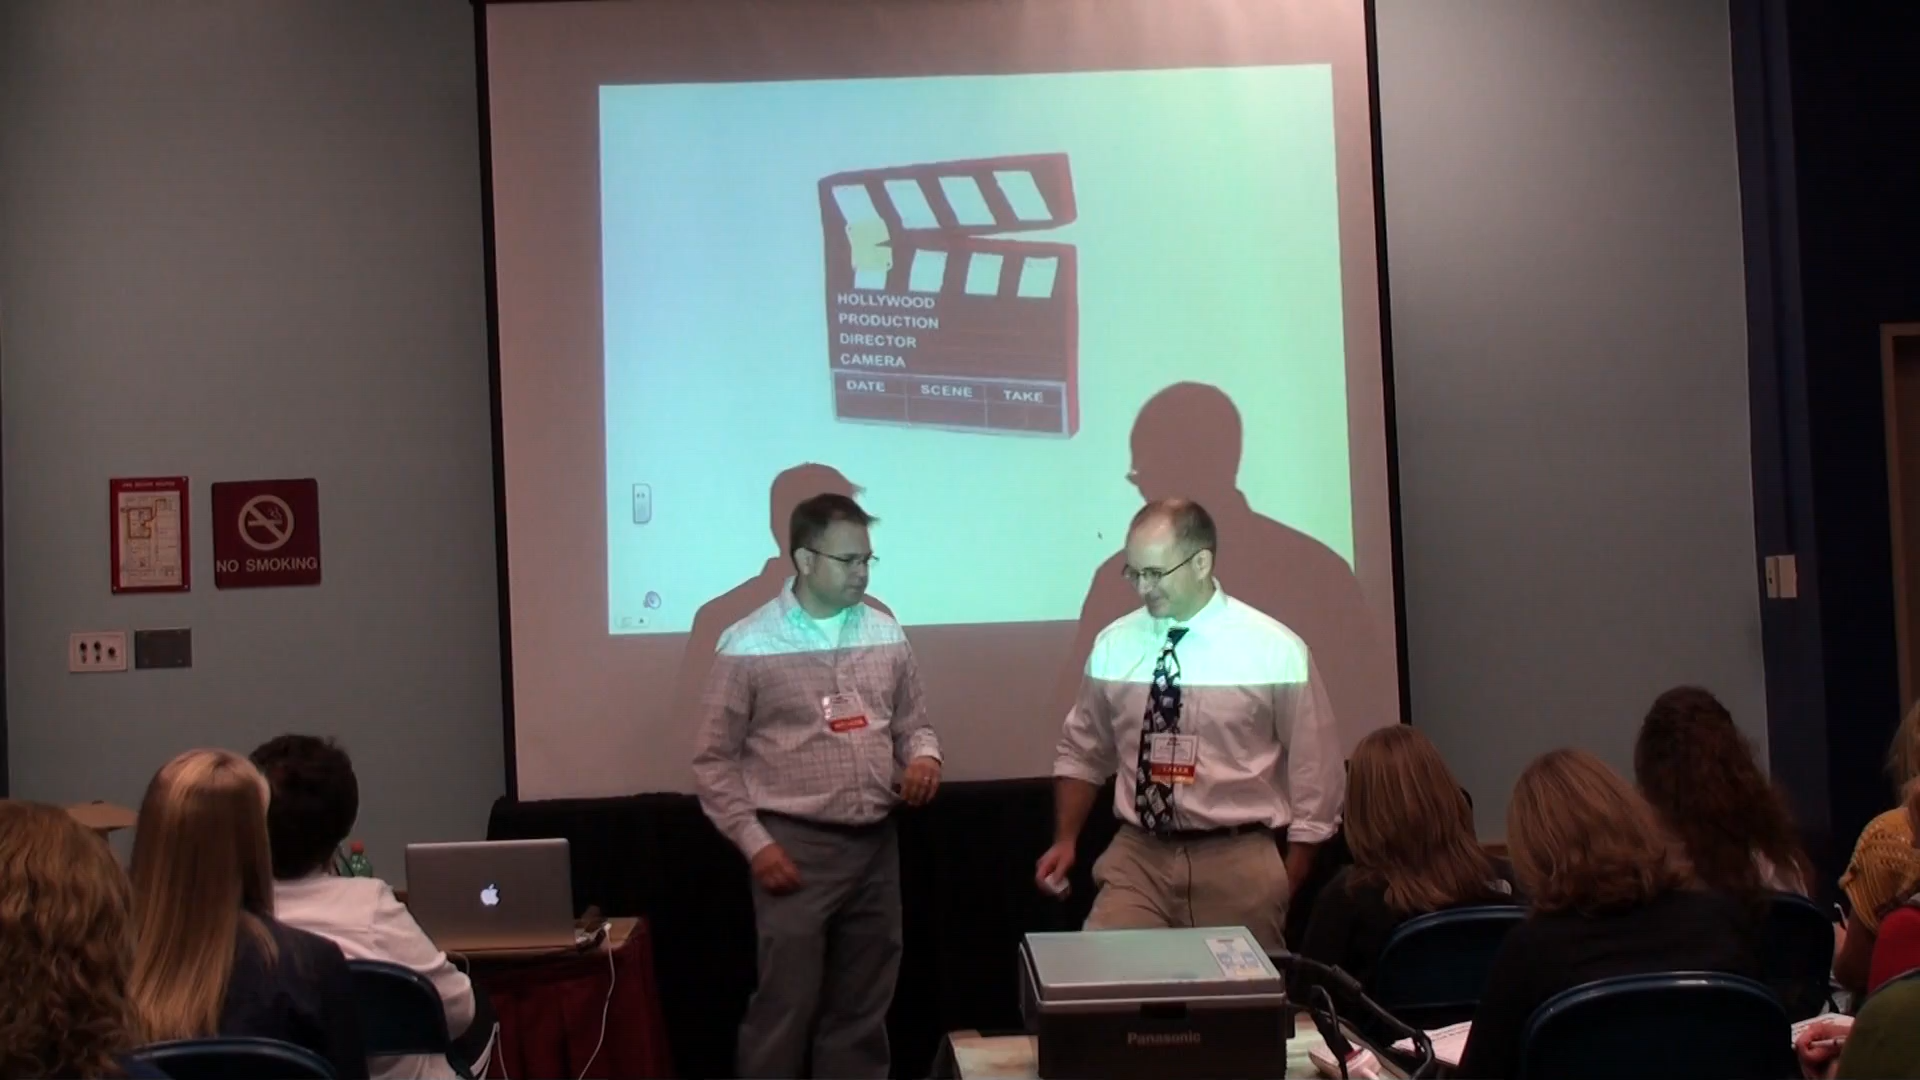 HOLLYWOOD
PRODUCTION
DIRECTOR
CAMERA
DATE SCENE TAKE
NO SMOKING
Panasonic